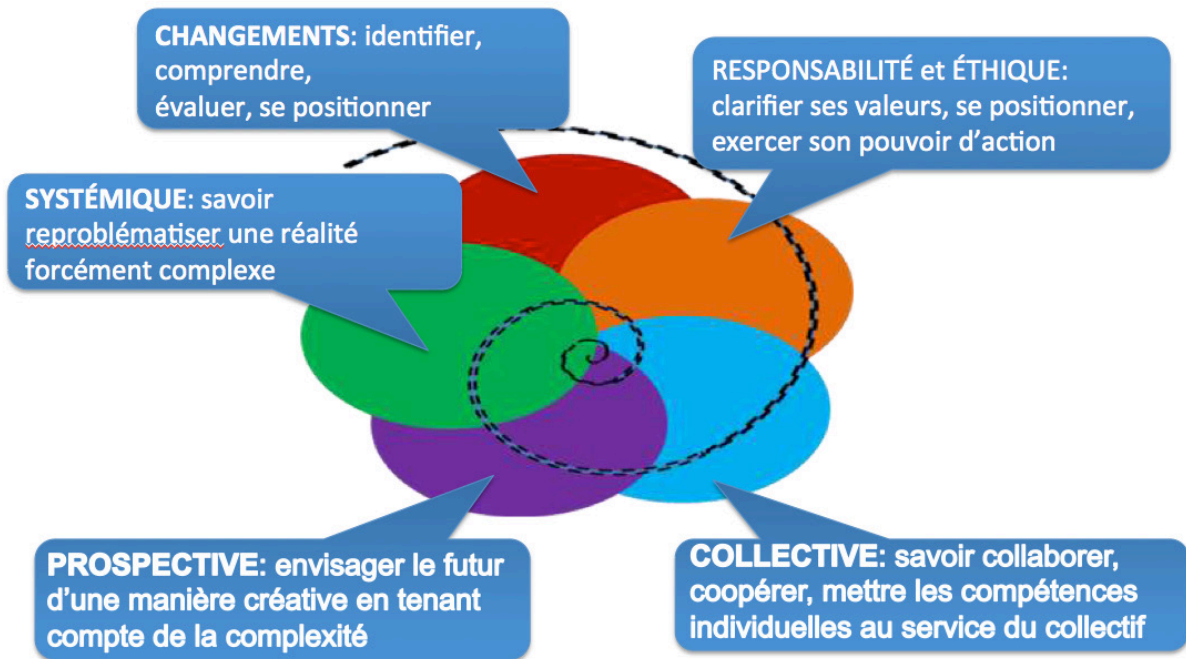 CHANGEMENTS: identifier,
comprendre,
évaluer, se positionner
RESPONSABILITÉ et ÉTHIQUE:
clarifier ses valeurs, se positionner,
exercer son pouvoir d’action
SYSTÉMIQUE: savoir
reproblématiser une réalité
forcément complexe
PROSPECTIVE: envisager le futur
d’une manière créative en tenant
compte de la complexité
COLLECTIVE: savoir collaborer,
coopérer, mettre les compétences
individuelles au service du collectif